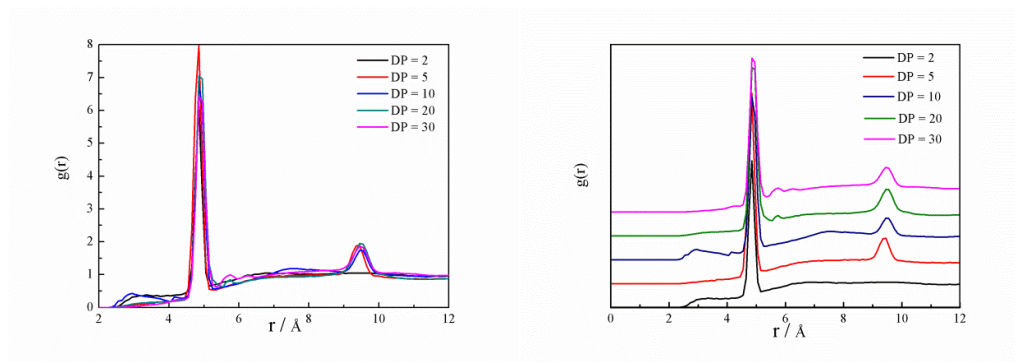 8
7
6
5
4
3
2
1
0
g(r)
DP = 2
DP = 5
DP = 10
DP = 20
DP = 30
2 4 6 8 10 12
r / Å
g(r)
DP = 2
DP = 5
DP = 10
DP = 20
DP = 30
0 2 4 6 8 10 12
r / Å